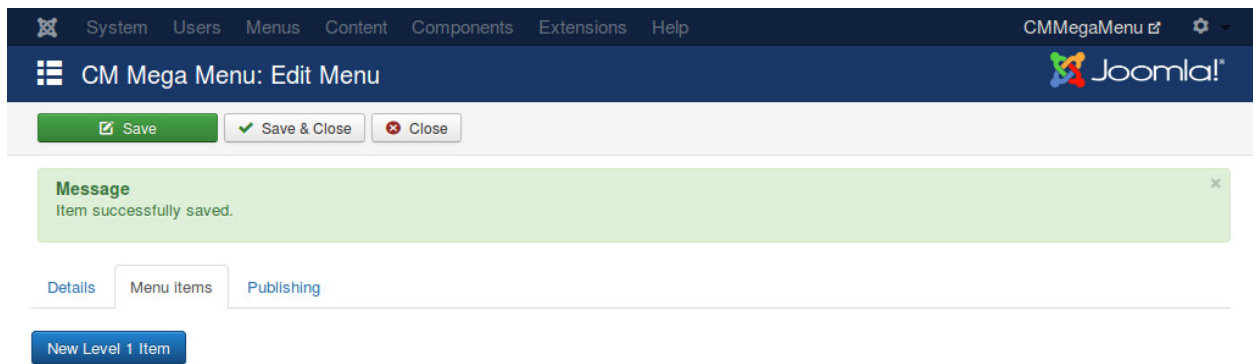 System Users Menus Content Components Extensions Help CMMegaMenu
CM Mega Menu: Edit Menu Joomla!®
Save Save & Close Close
Message ×
Item successfully saved.
Details Menu items Publishing
New Level 1 Item